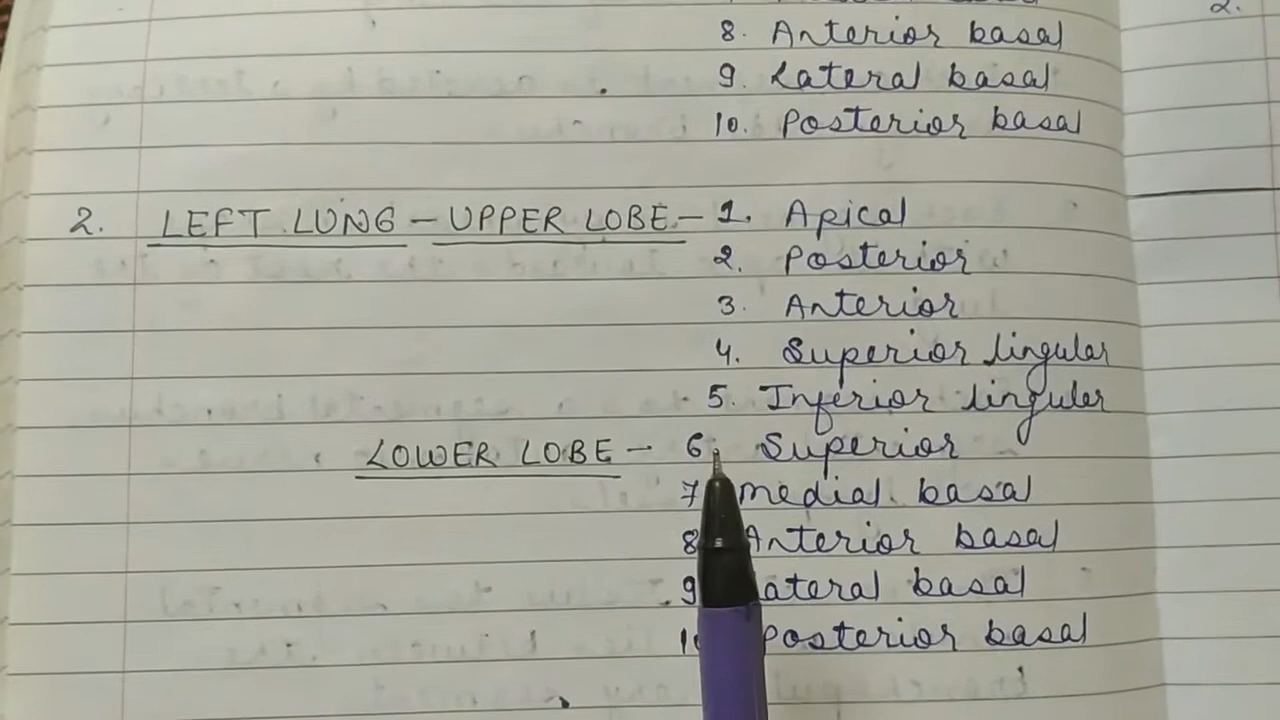 2.
8. Anterior basal
9. Lateral basal
10. Posterior basal
2. LEFT LUNG - UPPER LOBE - 1. Apical
2. Posterior
3. Anterior
4. Superior lingular
5. Inferior lingular
LOWER LOBE - 6. Superior
7 medial basal
8 Anterior basal
9 Lateral basal
Posterior basal